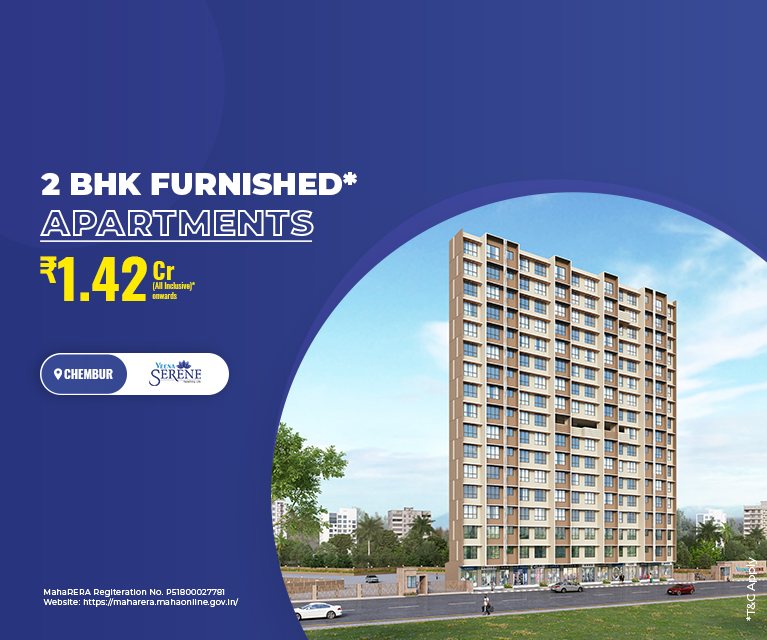 2 BHK FURNISHED*
APARTMENTS
₹1.42 Cr
(All Inclusive)*
onwards
CHEMBUR
VEENA
SERENE
MahaRERA Regiteration No. P51800027781
Website: https://maharera.mahaonline.gov.in/
*T&C Apply